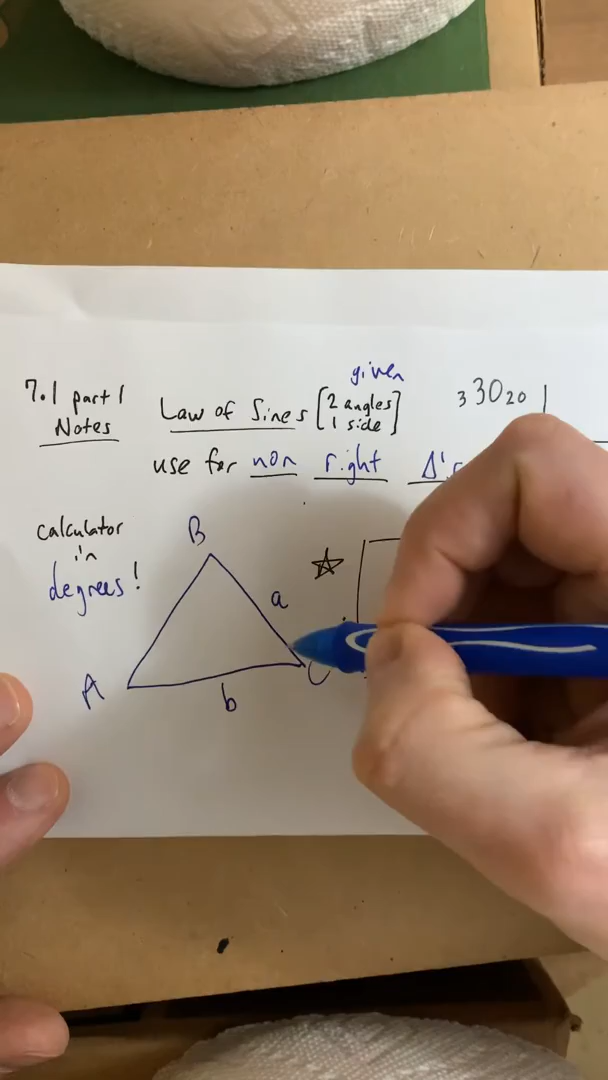 7.1 part 1
Notes
given
Law of Sines [2 angles
1 side]
3 30 20
use for non right Δ's
calculator
in
degrees!
B
a
A
b
C